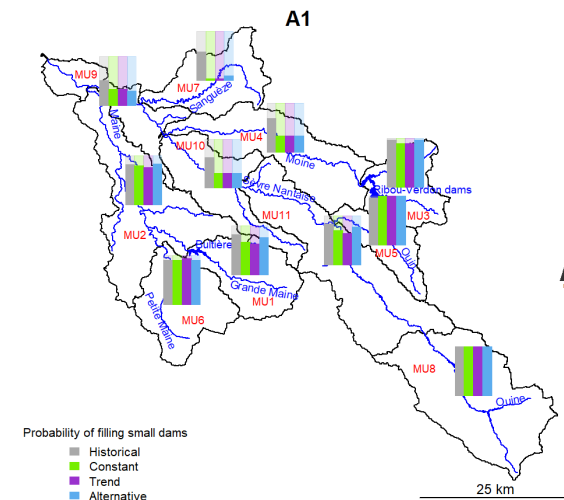 A1
MU9
MU7
Sanguèze
Maine
MU10
MU4
Moine
Sèvre Nantaise
Ribou-Verdon dams
MU3
MU11
MU2
Bultière
MU5
Ouin
Grande Maine
MU1
Petite Maine
MU6
MU8
Ouine
Probability of filling small dams
Historical
Constant
Trend
Alternative
25 km